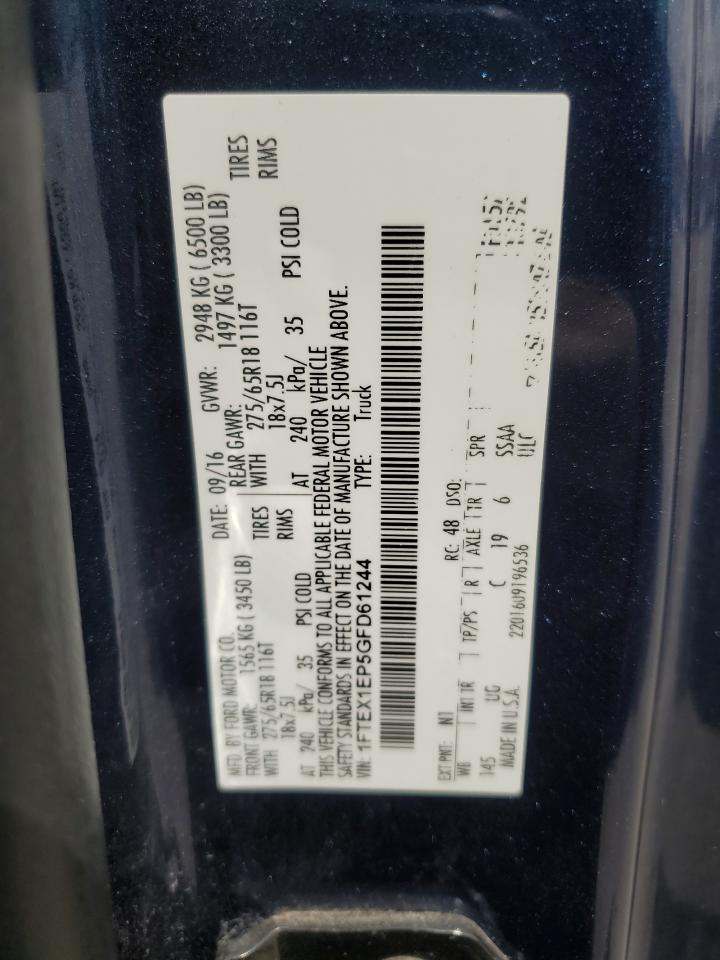 MFD. BY FORD MOTOR CO. DATE: 09/16 GVWR: 2948 KG ( 6500 LB)
FRONT GAWR: 1565 KG ( 3450 LB) REAR GAWR: 1497 KG ( 3300 LB)
WITH 275/65R18 116T TIRES WITH 275/65R18 116T TIRES
18x7.5J RIMS 18x7.5J RIMS
AT 240 kPa/ 35 PSI COLD AT 240 kPa/ 35 PSI COLD
THIS VEHICLE CONFORMS TO ALL APPLICABLE FEDERAL MOTOR VEHICLE
SAFETY STANDARDS IN EFFECT ON THE DATE OF MANUFACTURE SHOWN ABOVE.
VIN: 1FTEX1EP5GFD61244 TYPE: Truck
EXT PNT: N1 RC: 48 DSO:
WB INT TR TP/PS R AXLE TR SPR
145 UG C 19 6 SSAA
MADE IN U.S.A. 2201609196536 ULC